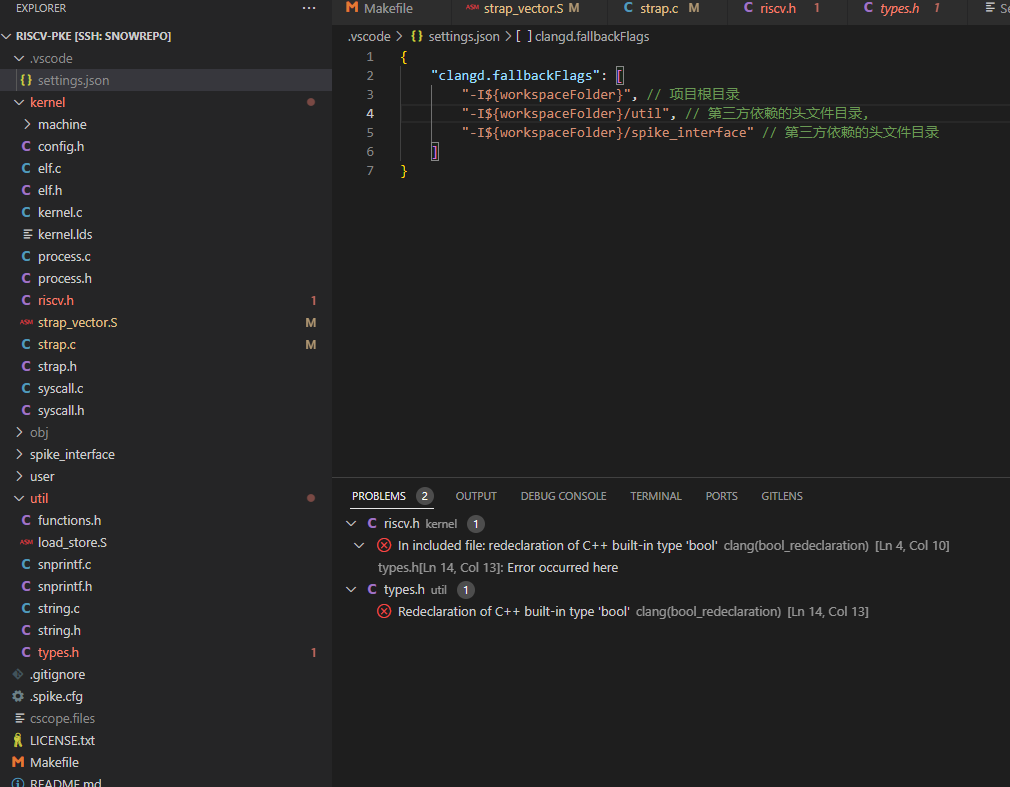 EXPLORER
···
RISCV-PKE [SSH: SNOWREPO]
.vscode
{} settings.json
kernel
machine
C config.h
C elf.c
C elf.h
C kernel.c
kernel.lds
C process.c
C process.h
C riscv.h 1
ASM strap_vector.S M
C strap.c M
C strap.h
C syscall.c
C syscall.h
obj
spike_interface
user
util
C functions.h
ASM load_store.S
C snprintf.c
C snprintf.h
C string.c
C string.h
C types.h 1
.gitignore
.spike.cfg
cscope.files
LICENSE.txt
M Makefile
README.md
M Makefile
ASM strap_vector.S M
C strap.c M
C riscv.h 1
C types.h 1
.vscode > {} settings.json > [ ] clangd.fallbackFlags
1 {
2 "clangd.fallbackFlags": [
3 "-I${workspaceFolder}", // 项目根目录
4 "-I${workspaceFolder}/util", // 第三方依赖的头文件目录,
5 "-I${workspaceFolder}/spike_interface" // 第三方依赖的头文件目录
6 ]
7 }
PROBLEMS 2 OUTPUT DEBUG CONSOLE TERMINAL PORTS GITLENS
C riscv.h kernel 1
In included file: redeclaration of C++ built-in type 'bool' clang(bool_redeclaration) [Ln 4, Col 10]
types.h[Ln 14, Col 13]: Error occurred here
C types.h util 1
Redeclaration of C++ built-in type 'bool' clang(bool_redeclaration) [Ln 14, Col 13]